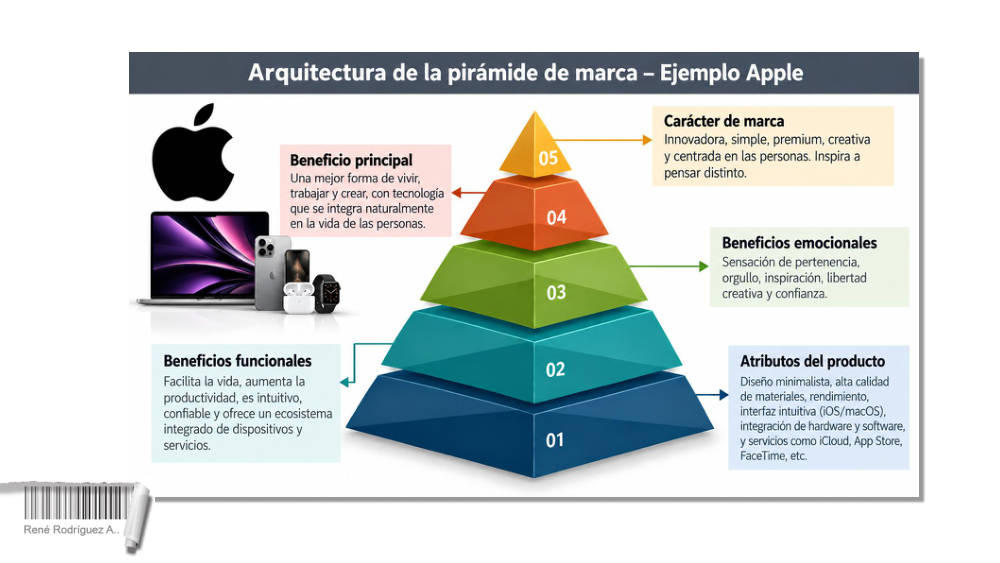 Arquitectura de la pirámide de marca – Ejemplo Apple
05
Carácter de marca
Innovadora, simple, premium, creativa
y centrada en las personas. Inspira a
pensar distinto.
Beneficio principal
Una mejor forma de vivir,
trabajar y crear, con tecnología
que se integra naturalmente
en la vida de las personas.
04
Beneficios emocionales
Sensación de pertenencia,
orgullo, inspiración, libertad
creativa y confianza.
03
Beneficios funcionales
Facilita la vida, aumenta la
productividad, es intuitivo,
confiable y ofrece un ecosistema
integrado de dispositivos y
servicios.
02
Atributos del producto
Diseño minimalista, alta calidad
de materiales, rendimiento,
interfaz intuitiva (iOS/macOS),
integración de hardware y software,
y servicios como iCloud, App Store,
FaceTime, etc.
01
René Rodríguez A..